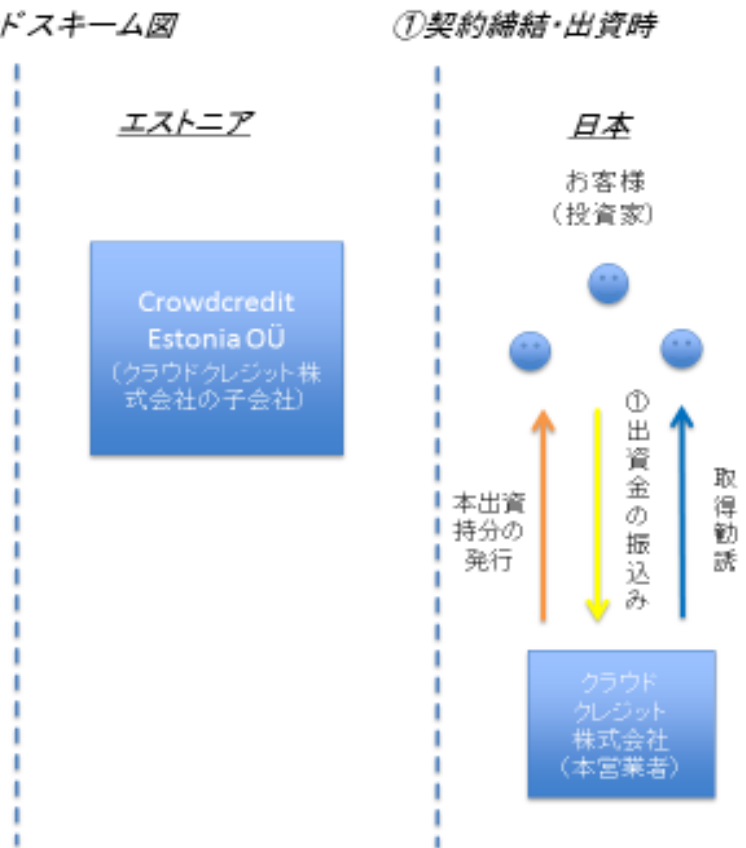 ドスキーム図
①契約締結・出資時
エストニア
日本
お客様
(投資家)
Crowdcredit
Estonia OÜ
(クラウドクレジット株
式会社の子会社)
本出資
持分の
発行
①出資金の振込み
取得勧誘
クラウド
クレジット
株式会社
(本営業者)